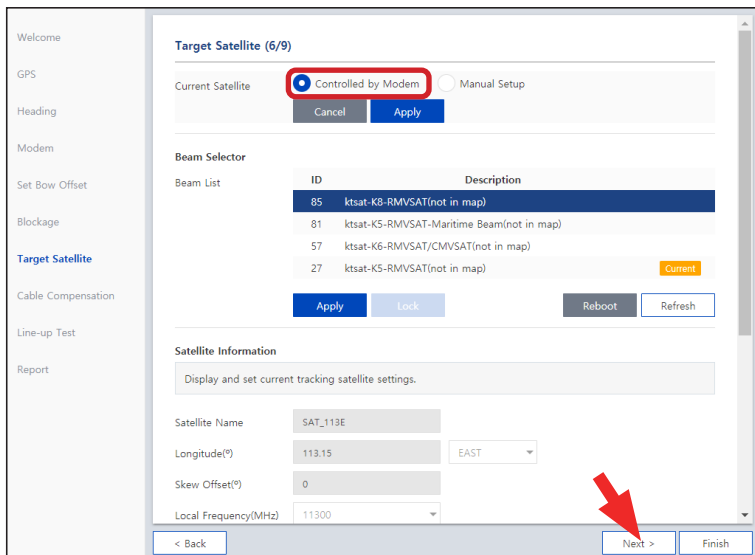 Welcome
GPS
Heading
Modem
Set Bow Offset
Blockage
Target Satellite
Cable Compensation
Line-up Test
Report
Target Satellite (6/9)
Current Satellite Controlled by Modem Manual Setup
Cancel Apply
Beam Selector
Beam List ID Description
85 ktsat-K8-RMVSAT(not in map)
81 ktsat-K5-RMVSAT-Maritime Beam(not in map)
57 ktsat-K6-RMVSAT/CMVSAT(not in map)
27 ktsat-K5-RMVSAT(not in map) Current
Apply Lock Reboot Refresh
Satellite Information
Display and set current tracking satellite settings.
Satellite Name SAT_113E
Longitude(º) 113.15 EAST
Skew Offset(º) 0
Local Frequency(MHz) 11300
< Back Next > Finish